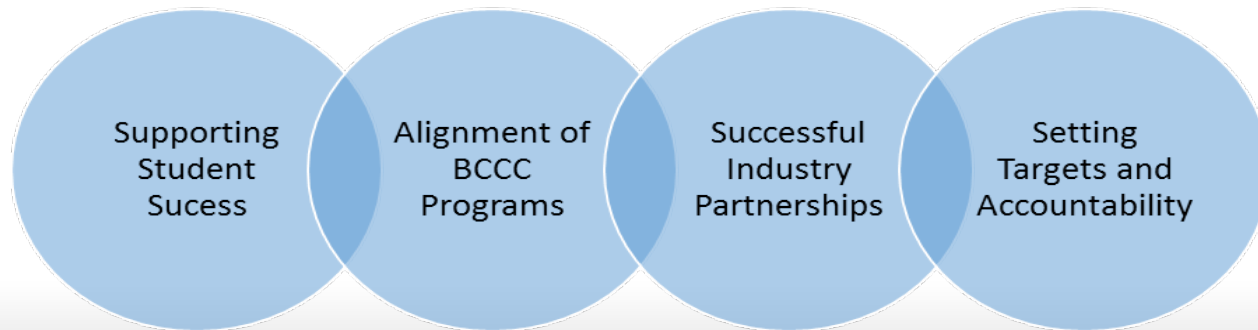 Supporting
Student
Sucess
Alignment of
BCCC
Programs
Successful
Industry
Partnerships
Setting
Targets and
Accountability